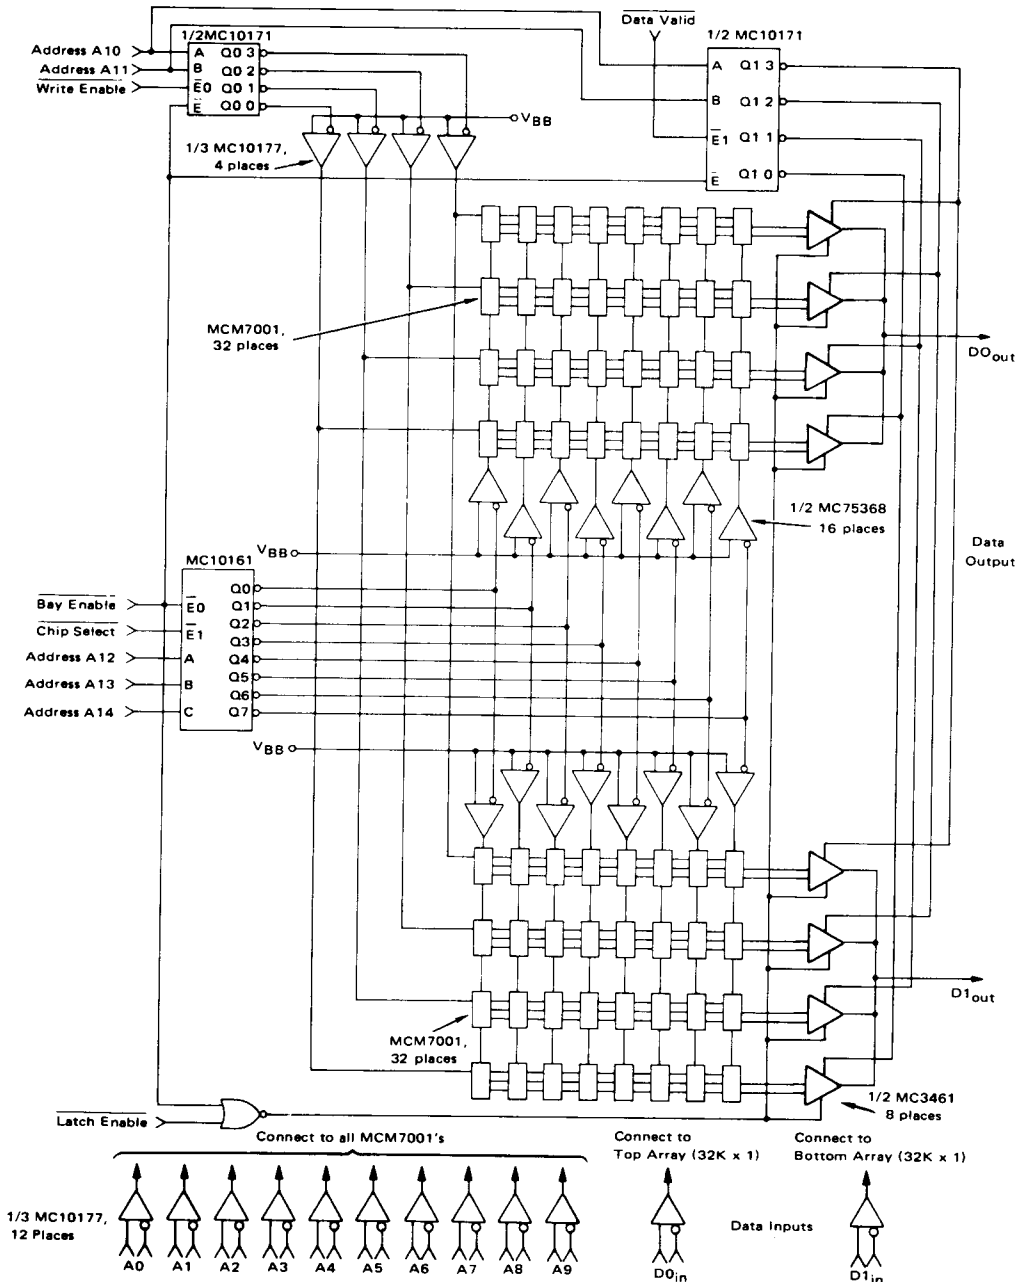 Data Valid
1/2MC10171
1/2 MC10171
Address A10
A Q0 3
Address A11
B Q0 2
Write Enable
E0 Q0 1
E Q0 0
A Q1 3
B Q1 2
E1 Q1 1
E Q1 0
VBB
1/3 MC10177,
4 places
MCM7001,
32 places
D0out
1/2 MC75368
16 places
VBB
Data
Output
MC10161
Bay Enable
E0
Chip Select
E1
Address A12
A
Address A13
B
Address A14
C
Q0
Q1
Q2
Q3
Q4
Q5
Q6
Q7
VBB
D1out
MCM7001,
32 places
1/2 MC3461
8 places
Latch Enable
Connect to all MCM7001's
Connect to
Top Array (32K x 1)
Connect to
Bottom Array (32K x 1)
1/3 MC10177,
12 Places
Data Inputs
A0 A1 A2 A3 A4 A5 A6 A7 A8 A9
D0in
D1in